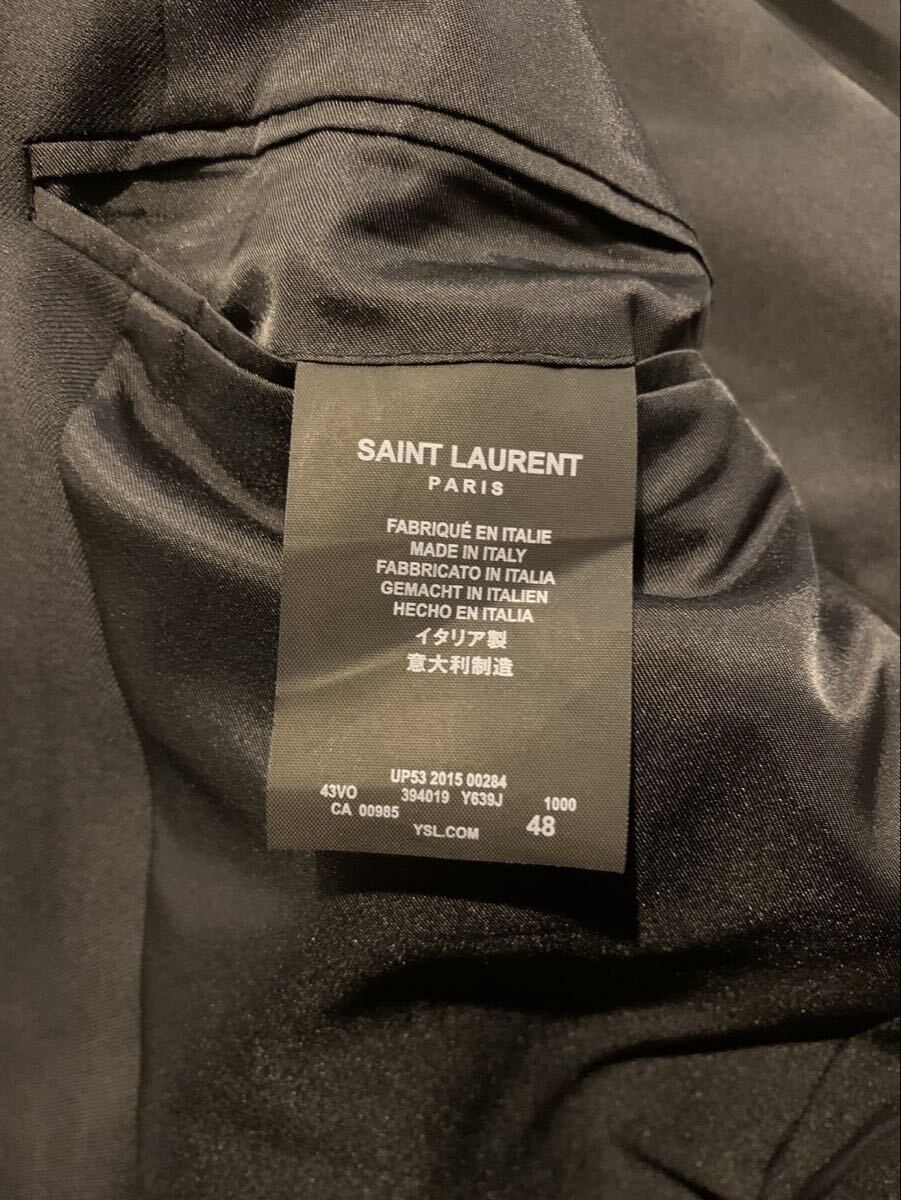 SAINT LAURENT
PARIS
FABRIQUÉ EN ITALIE
MADE IN ITALY
FABBRICATO IN ITALIA
GEMACHT IN ITALIEN
HECHO EN ITALIA
イタリア製
意大利制造
UP53 2015 00284
43VO 394019 Y639J 1000
CA 00985 48
YSL.COM